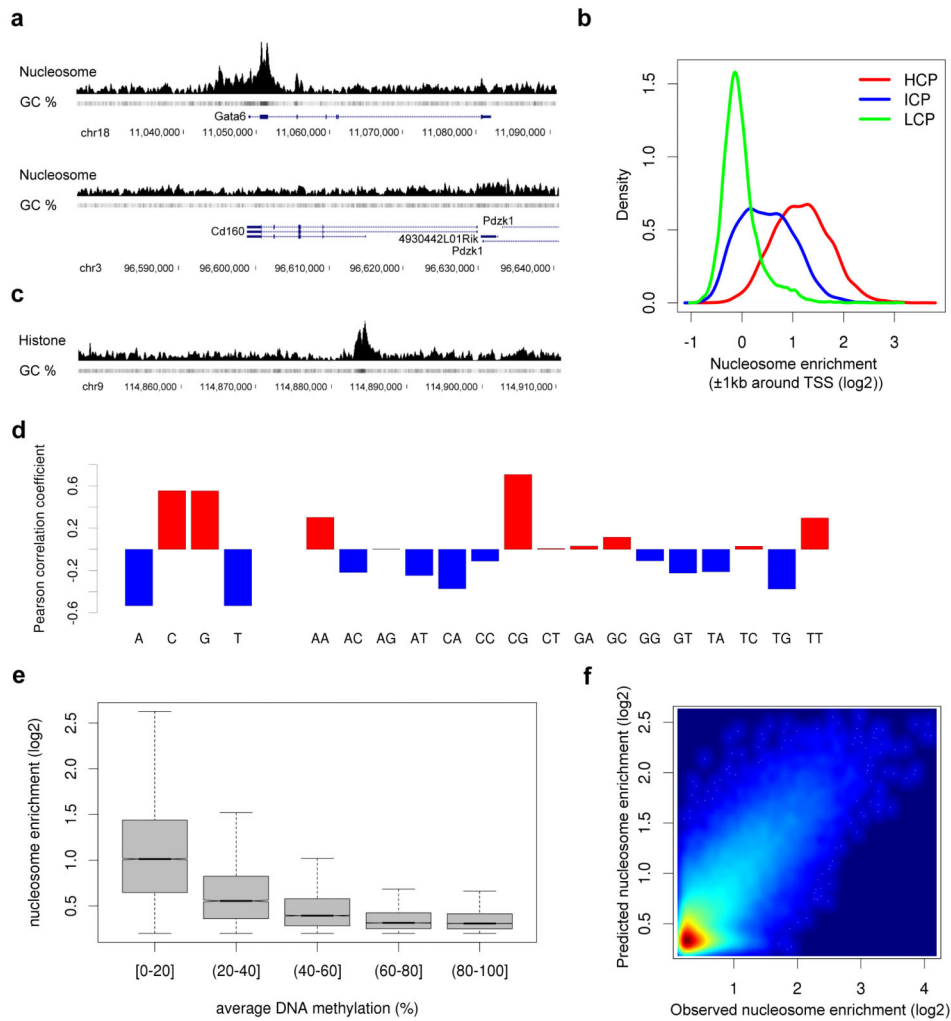 a
Nucleosome
GC %
Gata6
chr18 11,040,000 11,050,000 11,060,000 11,070,000 11,080,000 11,090,000
Nucleosome
GC %
Pdzk1
Cd160
4930442L01Rik
Pdzk1
chr3 96,590,000 96,600,000 96,610,000 96,620,000 96,630,000 96,640,000
b
Density
0.0 0.5 1.0 1.5
HCP
ICP
LCP
-1 0 1 2 3
Nucleosome enrichment
(±1kb around TSS (log2))
c
Histone
GC %
chr9 114,860,000 114,870,000 114,880,000 114,890,000 114,900,000 114,910,000
d
Pearson correlation coefficient
-0.6 -0.2 0.2 0.6
A C G T AA AC AG AT CA CC CG CT GA GC GG GT TA TC TG TT
e
nucleosome enrichment (log2)
0.5 1.0 1.5 2.0 2.5
[0-20] (20-40] (40-60] (60-80] (80-100]
average DNA methylation (%)
f
Predicted nucleosome enrichment (log2)
0.5 1.0 1.5 2.0 2.5
1 2 3 4
Observed nucleosome enrichment (log2)